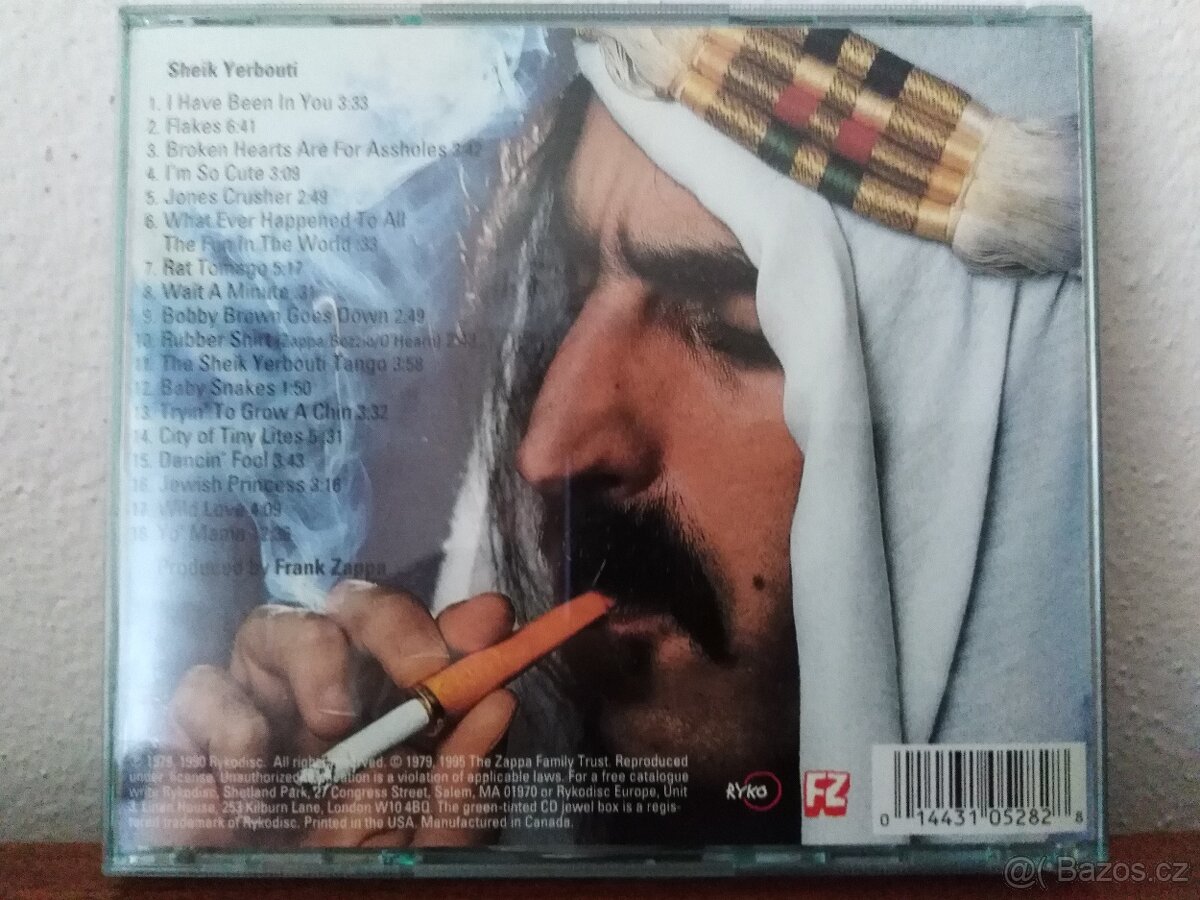 Sheik Yerbouti
1. I Have Been In You 3:33
2. Flakes 6:41
3. Broken Hearts Are For Assholes 3:42
4. I'm So Cute 3:09
5. Jones Crusher 2:49
6. What Ever Happened To All
The Fun In The World :33
7. Rat Tomago 5:17
8. Wait A Minute :31
9. Bobby Brown Goes Down 2:49
10. Rubber Shirt (Zappa/Bozzio/O'Hearn)
11. The Sheik Yerbouti Tango 3:58
12. Baby Snakes 1:50
13. Tryin' To Grow A Chin 3:32
14. City of Tiny Lites 5:31
15. Dancin' Fool 3:43
16. Jewish Princess 3:16
17. Wild Love 4:09
18. Yo' Mama
Produced by Frank Zappa
1990 Rykodisc. All rights reserved. © 1979, 1995 The Zappa Family Trust. Reproduced
under license. Unauthorized duplication is a violation of applicable laws. For a free catalogue
write Rykodisc, Shetland Park, 27 Congress Street, Salem, MA 01970 or Rykodisc Europe, Unit
3 Linen House, 253 Kilburn Lane, London W10 4BQ. The green-tinted CD jewel box is a regis-
tered trademark of Rykodisc. Printed in the USA. Manufactured in Canada.
RYKO
FZ
0 14431 05282 8
@( Bazos.cz